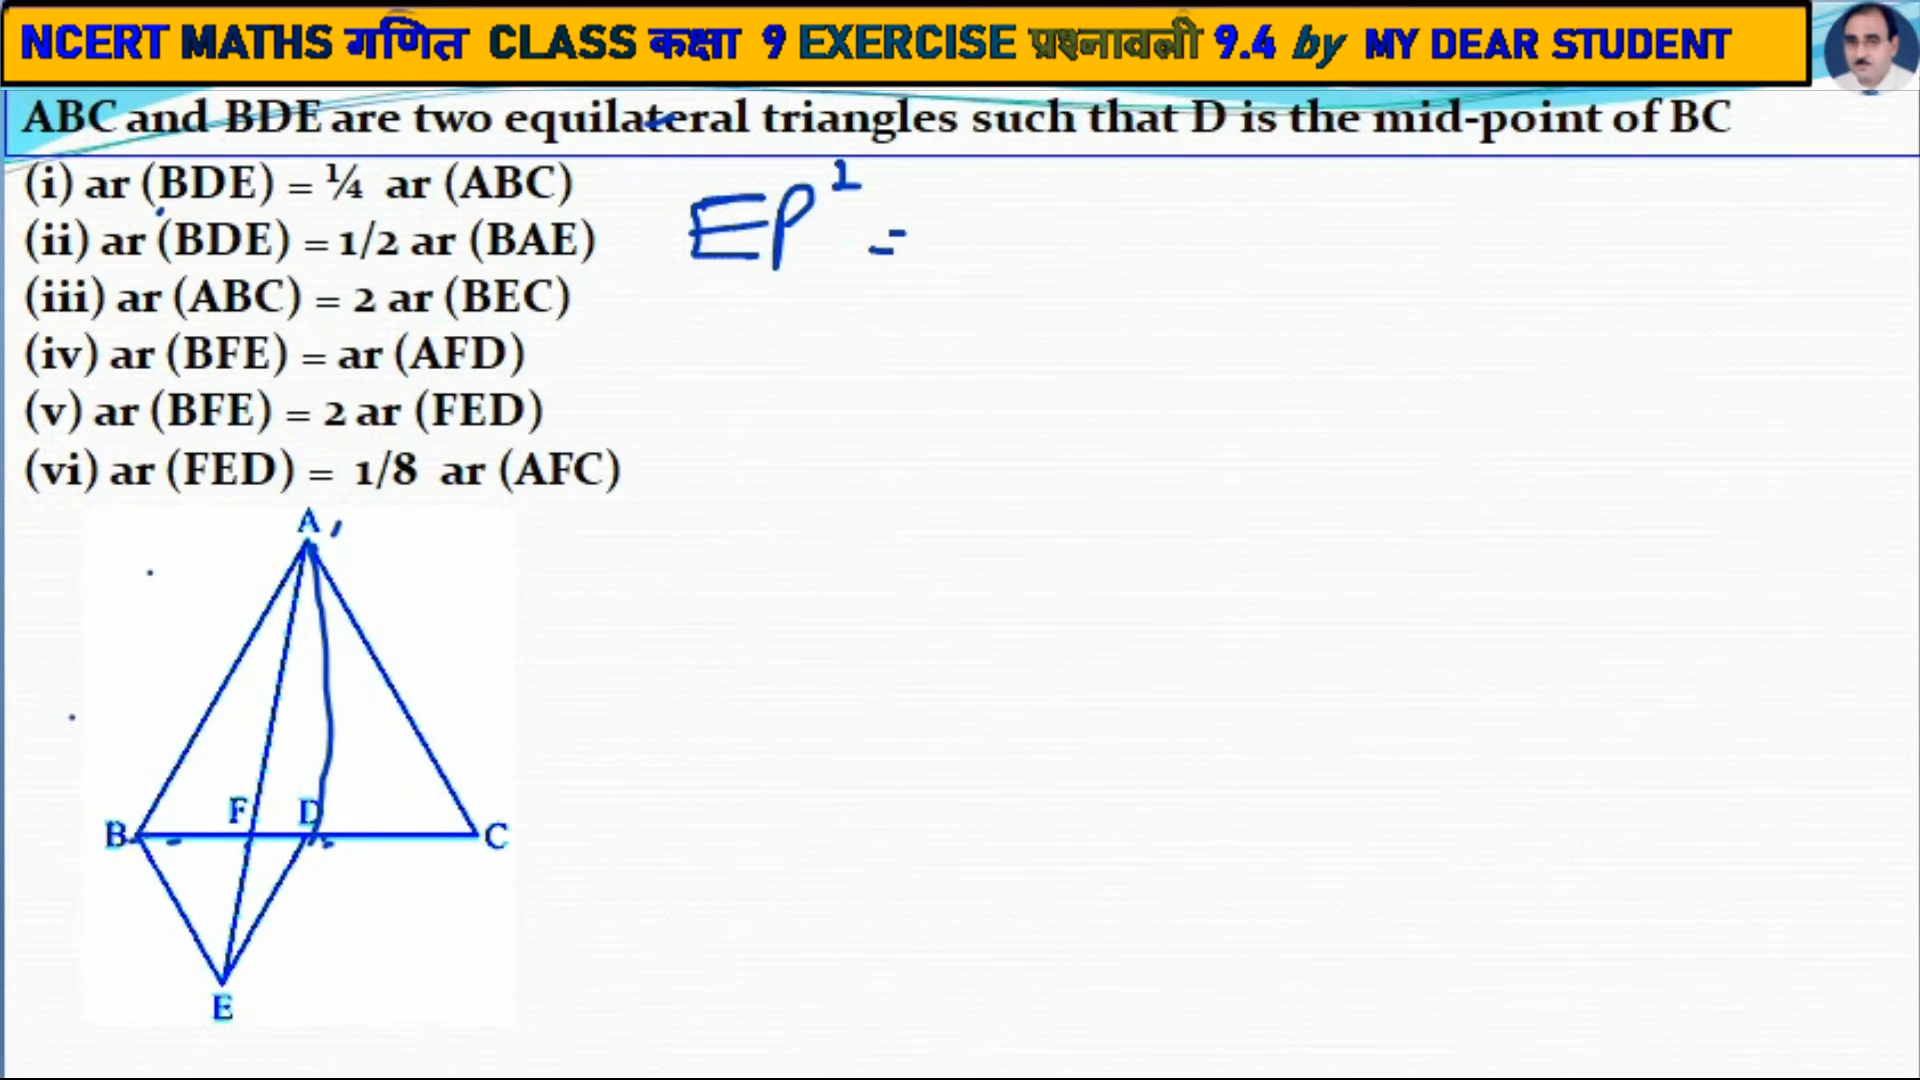 NCERT MATHS गणित CLASS कक्षा 9 EXERCISE प्रश्नावली 9.4 by MY DEAR STUDENT
ABC and BDE are two equilateral triangles such that D is the mid-point of BC
(i) ar (BDE) = ¼ ar (ABC)
(ii) ar (BDE) = 1/2 ar (BAE)
(iii) ar (ABC) = 2 ar (BEC)
(iv) ar (BFE) = ar (AFD)
(v) ar (BFE) = 2 ar (FED)
(vi) ar (FED) = 1/8 ar (AFC)
EP² =
A
F D
B C
E